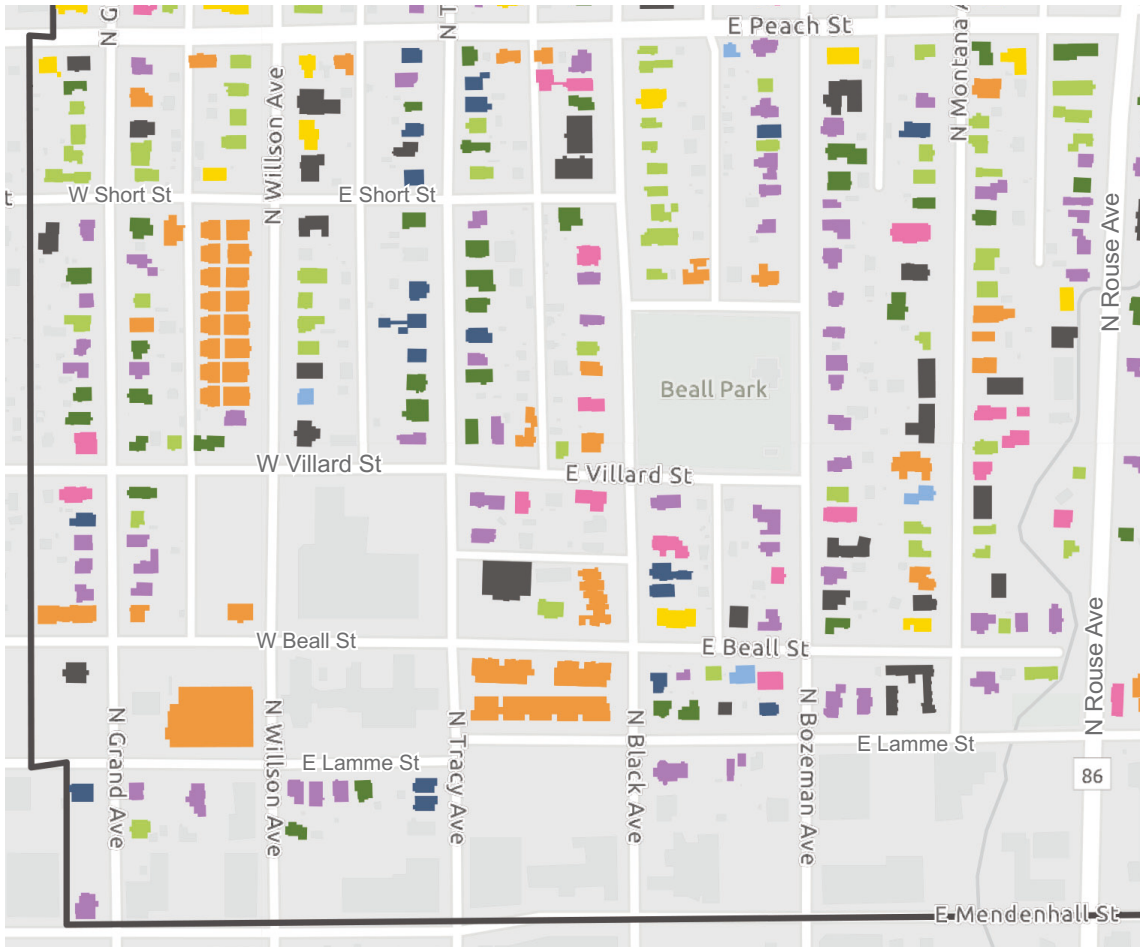 E Peach St
N G
N T
N Montana A
N Willson Ave
W Short St
E Short St
t
N Rouse Ave
Beall Park
W Villard St
E Villard St
W Beall St
E Beall St
N Rouse Ave
N Grand Ave
N Willson Ave
N Tracy Ave
N Black Ave
N Bozeman Ave
E Lamme St
E Lamme St
86
E Mendenhall St